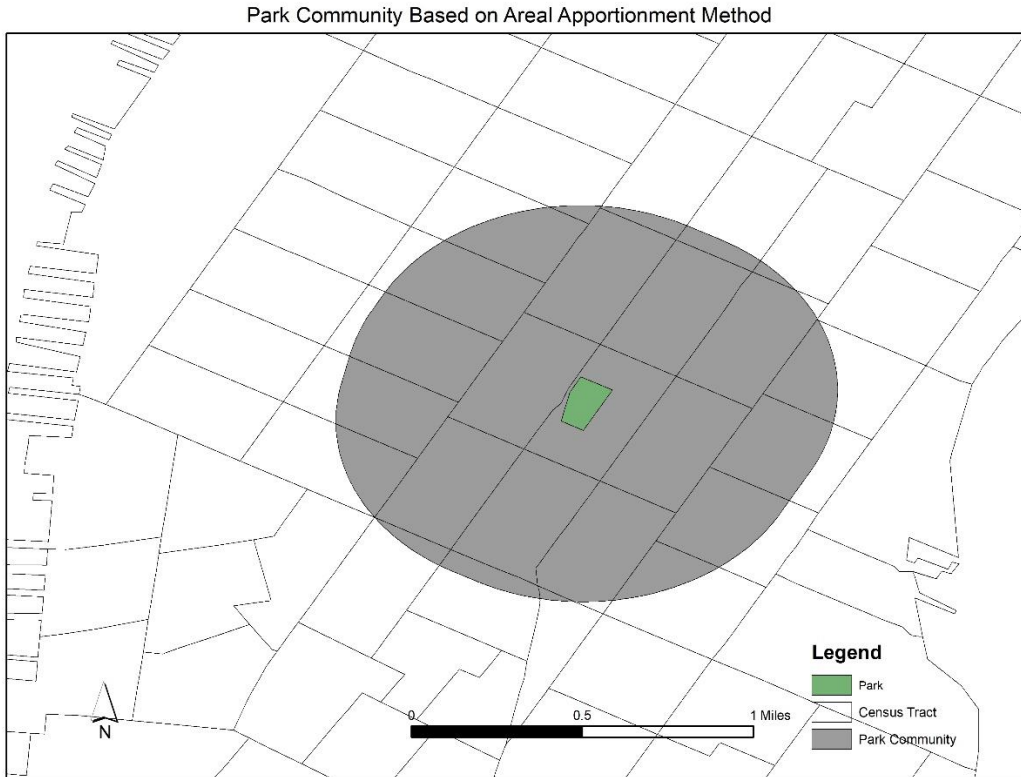 Park Community Based on Areal Apportionment Method
Legend
Park
Census Tract
Park Community
N
0 0.5 1 Miles